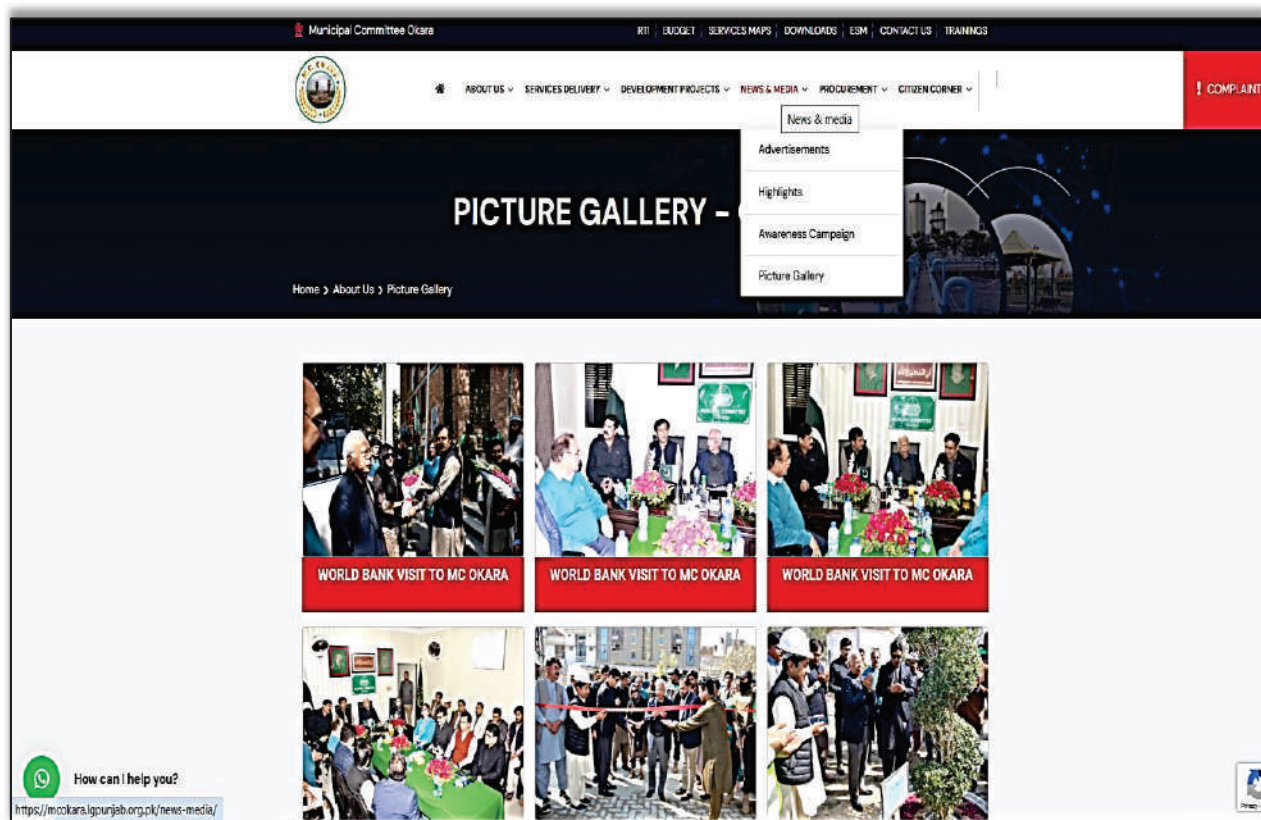 Municipal Committee Okara
RTI | BUDGET | SERVICES MAPS | DOWNLOADS | ESM | CONTACT US | TRAININGS
ABOUT US SERVICES DELIVERY DEVELOPMENT PROJECTS NEWS & MEDIA PROCUREMENT CITIZEN CORNER
! COMPLAINT
News & media
Advertisements
Highlights
Awareness Campaign
Picture Gallery
PICTURE GALLERY –
Home > About Us > Picture Gallery
WORLD BANK VISIT TO MC OKARA
WORLD BANK VISIT TO MC OKARA
WORLD BANK VISIT TO MC OKARA
How can I help you?
https://mcokara.lgpunjab.org.pk/news-media/